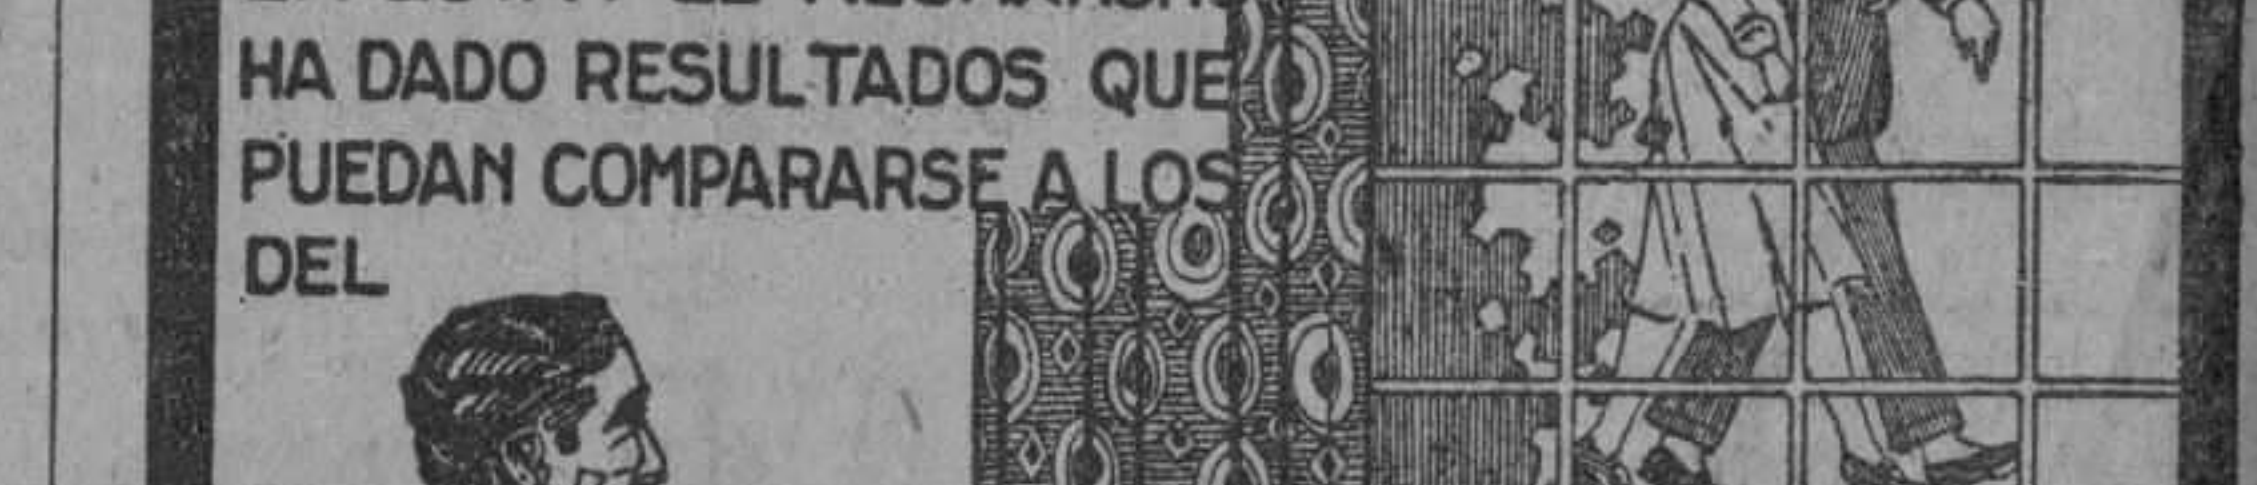 HA DADO RESULTADOS QUE
PUEDAN COMPARARSE A LOS
DEL